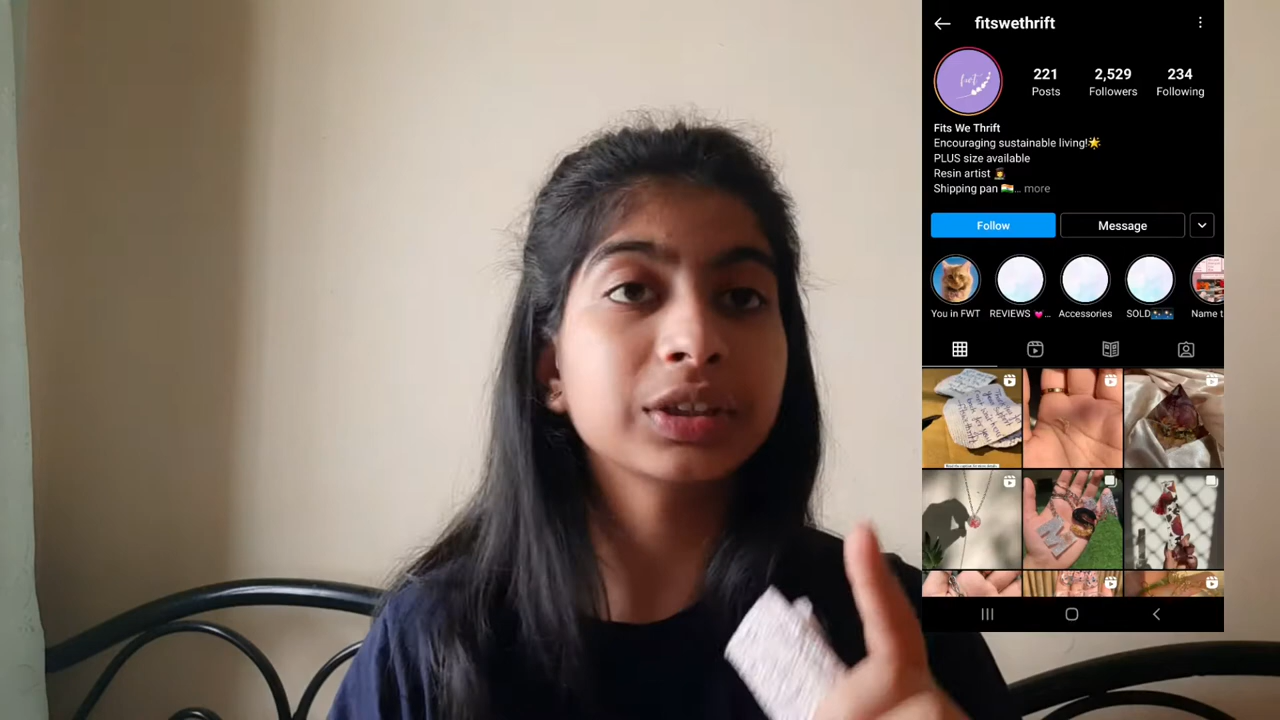 fitswethrift
fwt
221
Posts
2,529
Followers
234
Following
Fits We Thrift
Encouraging sustainable living!🌟
PLUS size available
Resin artist 👩‍🎨
Shipping pan 🇮🇳... more
Follow
Message
You in FWT
REVIEWS 💓...
Accessories
SOLD
Name t